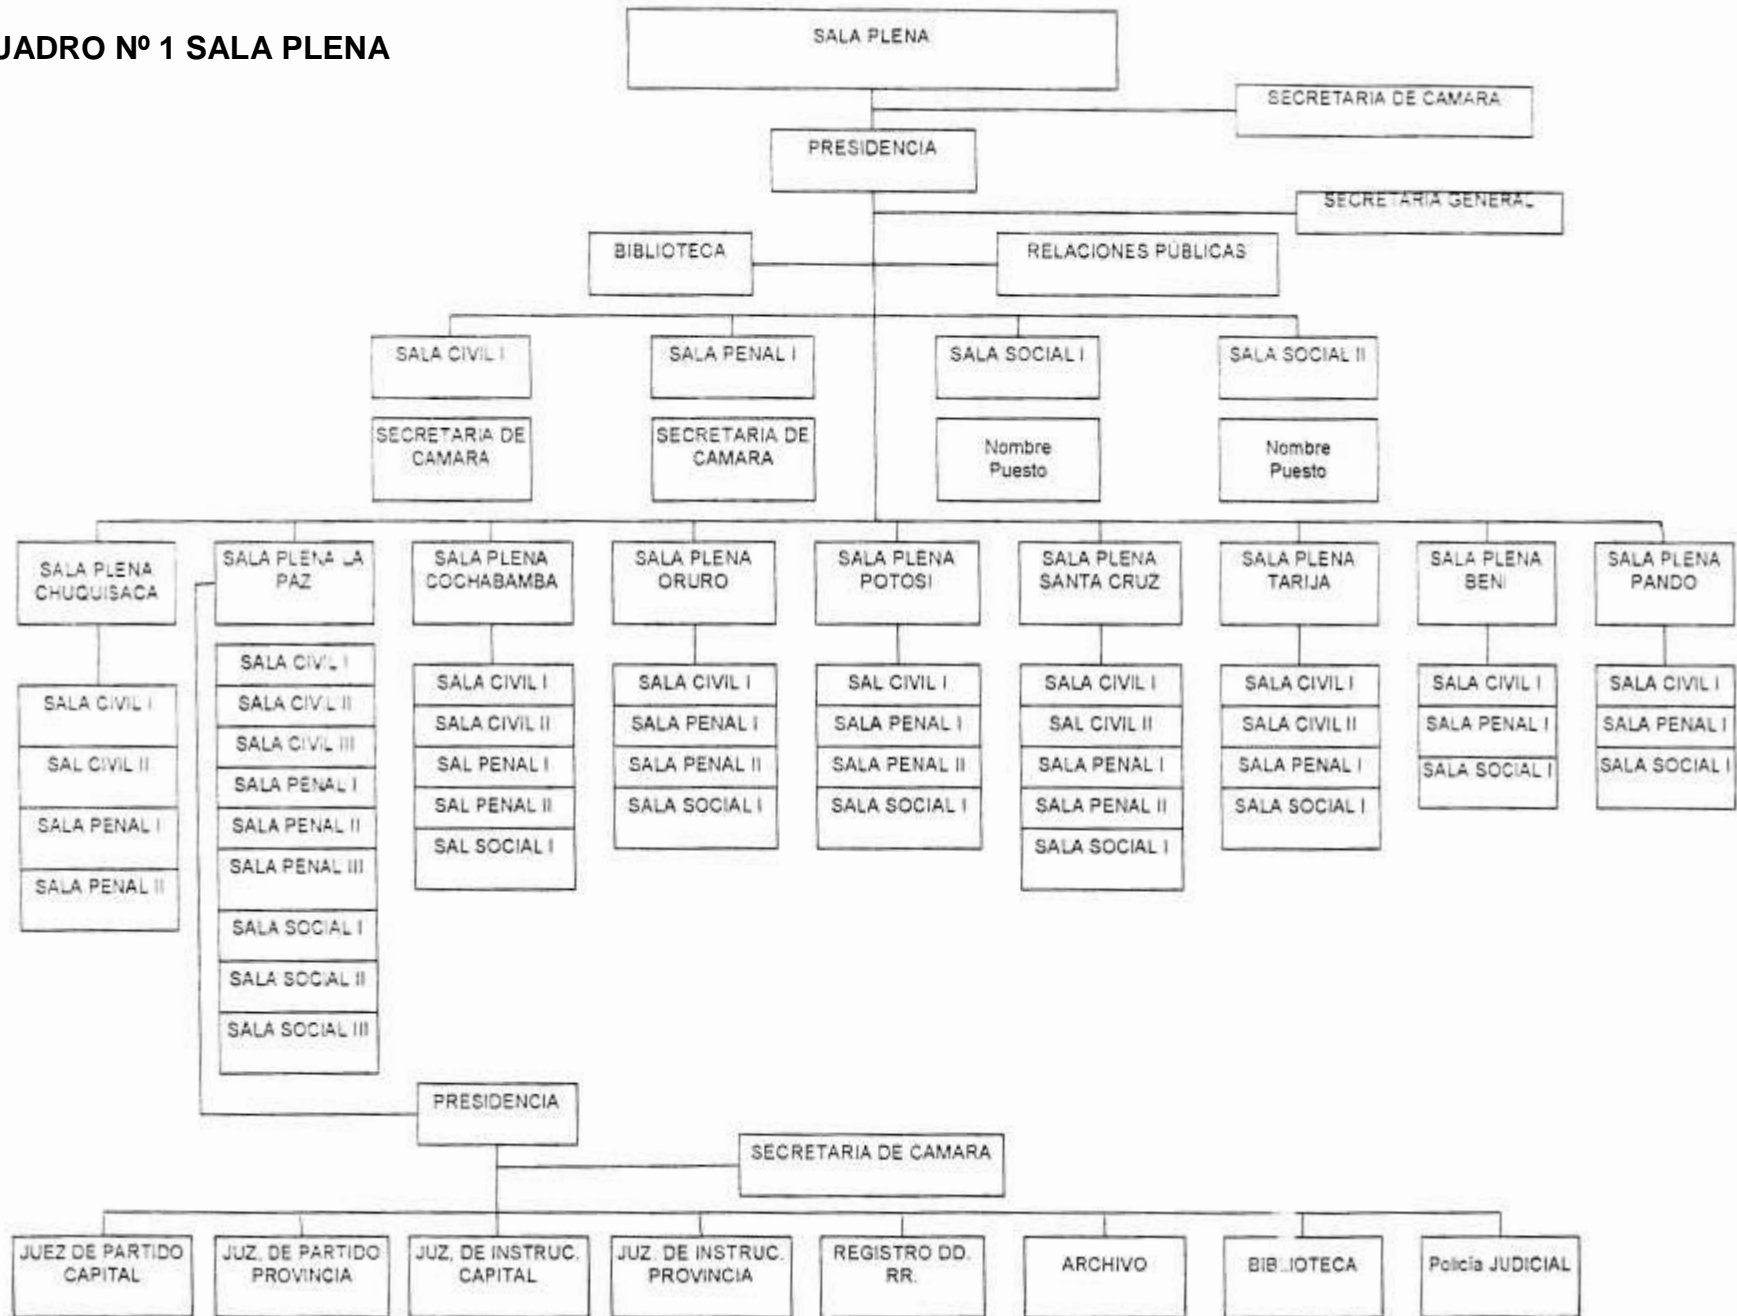 UADRO Nº 1 SALA PLENA
SALA PLENA
SECRETARIA DE CAMARA
PRESIDENCIA
SECRETARIA GENERAL
BIBLIOTECA
RELACIONES PÚBLICAS
SALA CIVIL I
SALA PENAL I
SALA SOCIAL I
SALA SOCIAL II
SECRETARIA DE
CAMARA
SECRETARIA DE
CAMARA
Nombre
Puesto
Nombre
Puesto
SALA PLENA
CHUQUISACA
SALA PLENA LA
PAZ
SALA PLENA
COCHABAMBA
SALA PLENA
ORURO
SALA PLENA
POTOSI
SALA PLENA
SANTA CRUZ
SALA PLENA
TARIJA
SALA PLENA
BENI
SALA PLENA
PANDO
SALA CIVIL I
SAL CIVIL II
SALA PENAL I
SALA PENAL II
SALA CIVIL I
SALA CIVIL II
SALA CIVIL III
SALA PENAL I
SALA PENAL II
SALA PENAL III
SALA SOCIAL I
SALA SOCIAL II
SALA SOCIAL III
SALA CIVIL I
SALA CIVIL II
SAL PENAL I
SAL PENAL II
SAL SOCIAL I
SALA CIVIL I
SALA PENAL I
SALA PENAL II
SALA SOCIAL I
SAL CIVIL I
SALA PENAL I
SALA PENAL II
SALA SOCIAL I
SALA CIVIL I
SAL CIVIL II
SALA PENAL I
SALA PENAL II
SALA SOCIAL I
SALA CIVIL I
SALA CIVIL II
SALA PENAL I
SALA SOCIAL I
SALA CIVIL I
SALA PENAL I
SALA SOCIAL I
SALA CIVIL I
SALA PENAL I
SALA SOCIAL I
PRESIDENCIA
SECRETARIA DE CAMARA
JUEZ DE PARTIDO
CAPITAL
JUZ. DE PARTIDO
PROVINCIA
JUZ. DE INSTRUC.
CAPITAL
JUZ. DE INSTRUC.
PROVINCIA
REGISTRO DD.
RR.
ARCHIVO
BIBLIOTECA
Policía JUDICIAL